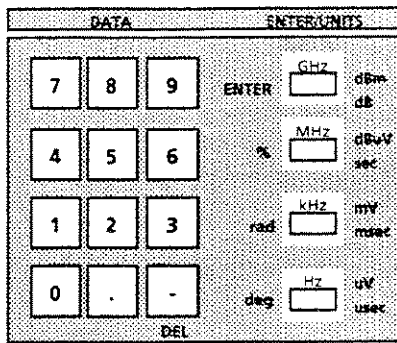 DATA ENTER/UNITS
GHz
7 8 9 ENTER dBm
dB
MHz
4 5 6 % dBuV
sec
kHz
1 2 3 rad mV
msec
Hz
0 . - deg uV
usec
DEL